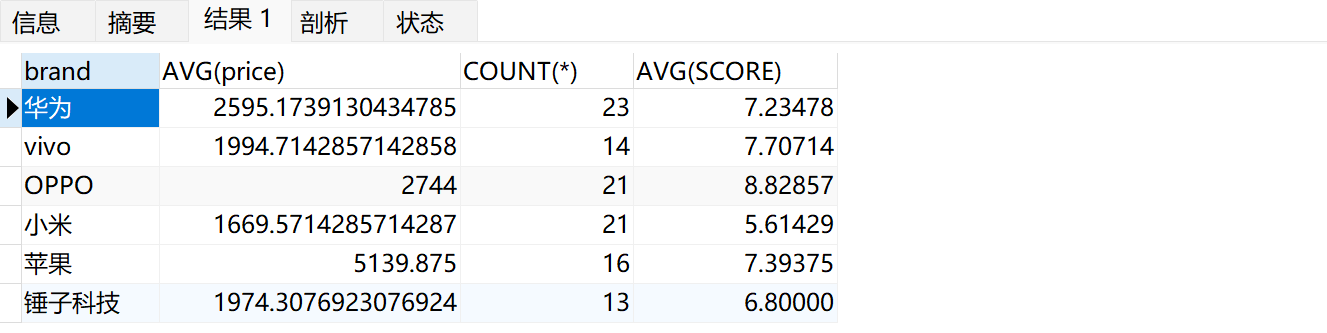 信息 摘要 结果 1 剖析 状态
brand AVG(price) COUNT(*) AVG(SCORE)
华为 2595.1739130434785 23 7.23478
vivo 1994.7142857142858 14 7.70714
OPPO 2744 21 8.82857
小米 1669.5714285714287 21 5.61429
苹果 5139.875 16 7.39375
锤子科技 1974.3076923076924 13 6.80000